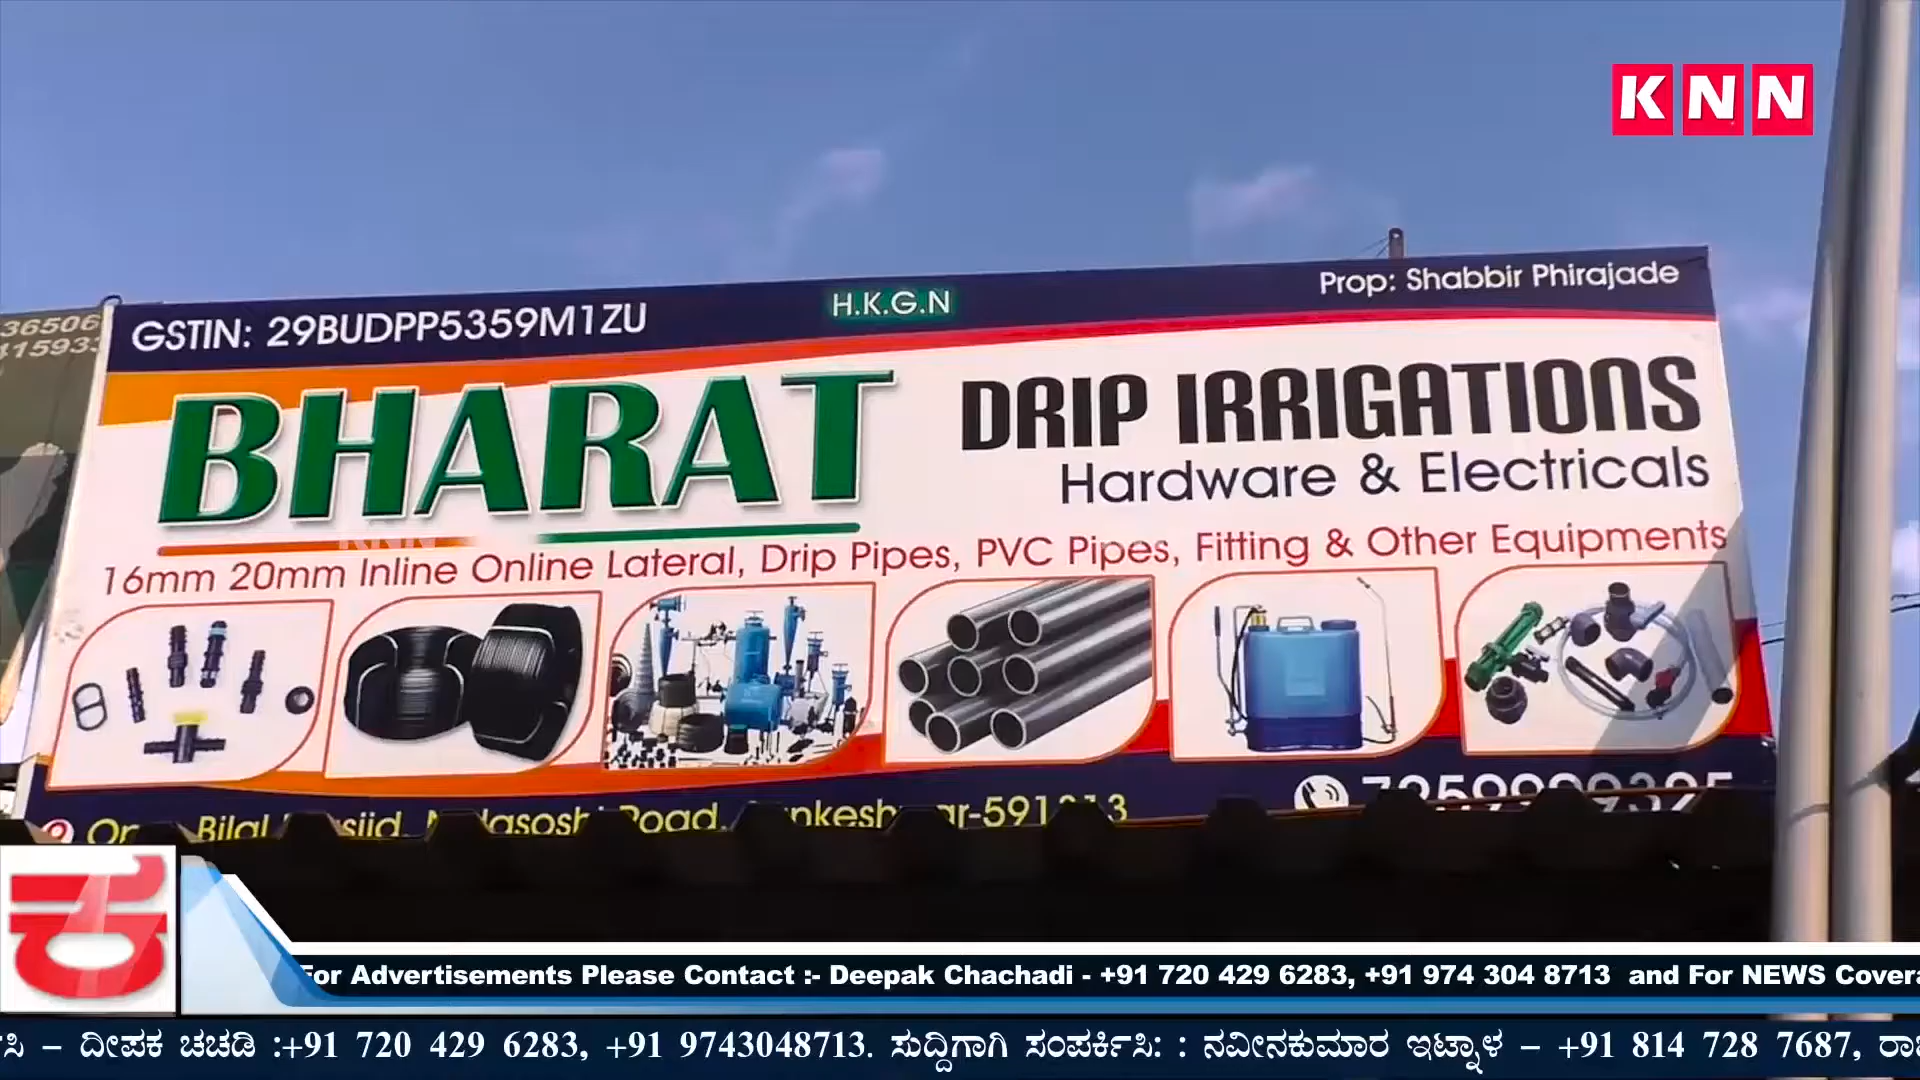 KNN
36506
GSTIN: 29BUDPP5359M1ZU
H.K.G.N
Prop: Shabbir Phirajade
BHARAT
DRIP IRRIGATIONS
Hardware & Electricals
16mm 20mm Inline Online Lateral, Drip Pipes, PVC Pipes, Fitting & Other Equipments
Bilal Road,
ಕ
For Advertisements Please Contact :- Deepak Chachadi - +91 720 429 6283, +91 974 304 8713 and For NEWS Covera
ಸಿ – ದೀಪಕ ಚಚಡಿ :+91 720 429 6283, +91 9743048713. ಸುದ್ದಿಗಾಗಿ ಸಂಪರ್ಕಿಸಿ: : ನವೀನಕುಮಾರ ಇಟ್ನಾಳ – +91 814 728 7687,